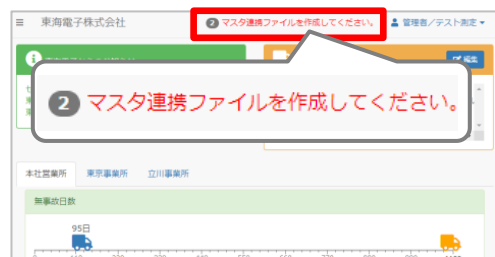 東海電子株式会社
2 マスタ連携ファイルを作成してください。
管理者/テスト測定
編集
2 マスタ連携ファイルを作成してください。
本社営業所 東京事業所 立川事業所
無事故日数
95日